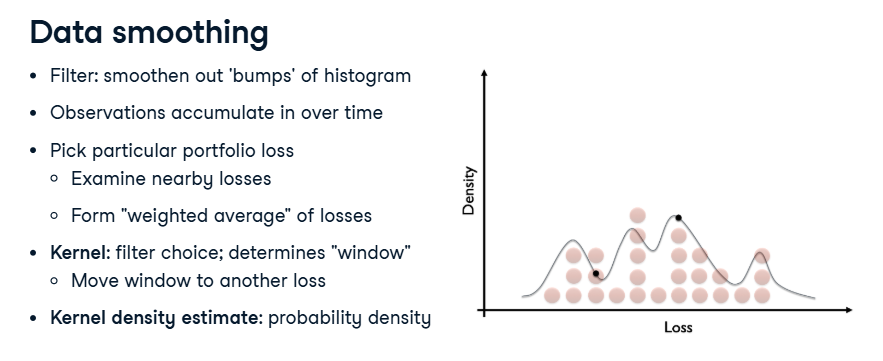 Data smoothing
• Filter: smoothen out 'bumps' of histogram
• Observations accumulate in over time
• Pick particular portfolio loss
○ Examine nearby losses
○ Form "weighted average" of losses
• Kernel: filter choice; determines "window"
○ Move window to another loss
• Kernel density estimate: probability density
Density
Loss